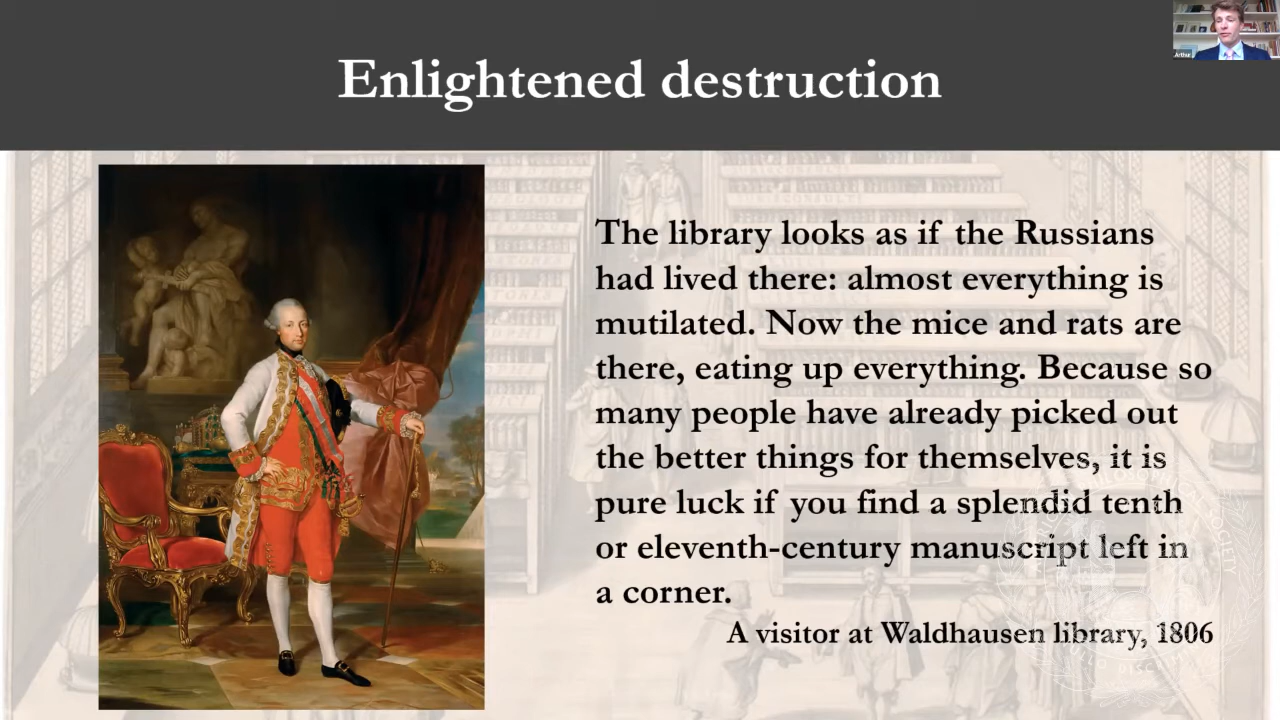 Enlightened destruction
Arthur
The library looks as if the Russians
had lived there: almost everything is
mutilated. Now the mice and rats are
there, eating up everything. Because so
many people have already picked out
the better things for themselves, it is
pure luck if you find a splendid tenth
or eleventh-century manuscript left in
a corner.
A visitor at Waldhausen library, 1806